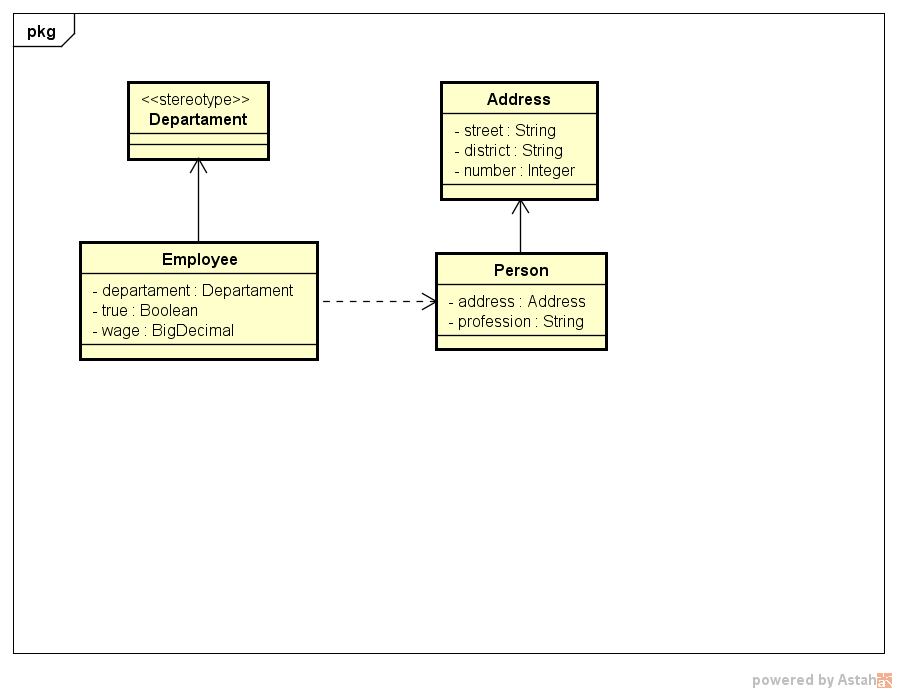 pkg
<<stereotype>>
Departament
Address
- street : String
- district : String
- number : Integer
Employee
- departament : Departament
- true : Boolean
- wage : BigDecimal
Person
- address : Address
- profession : String
powered by Astah